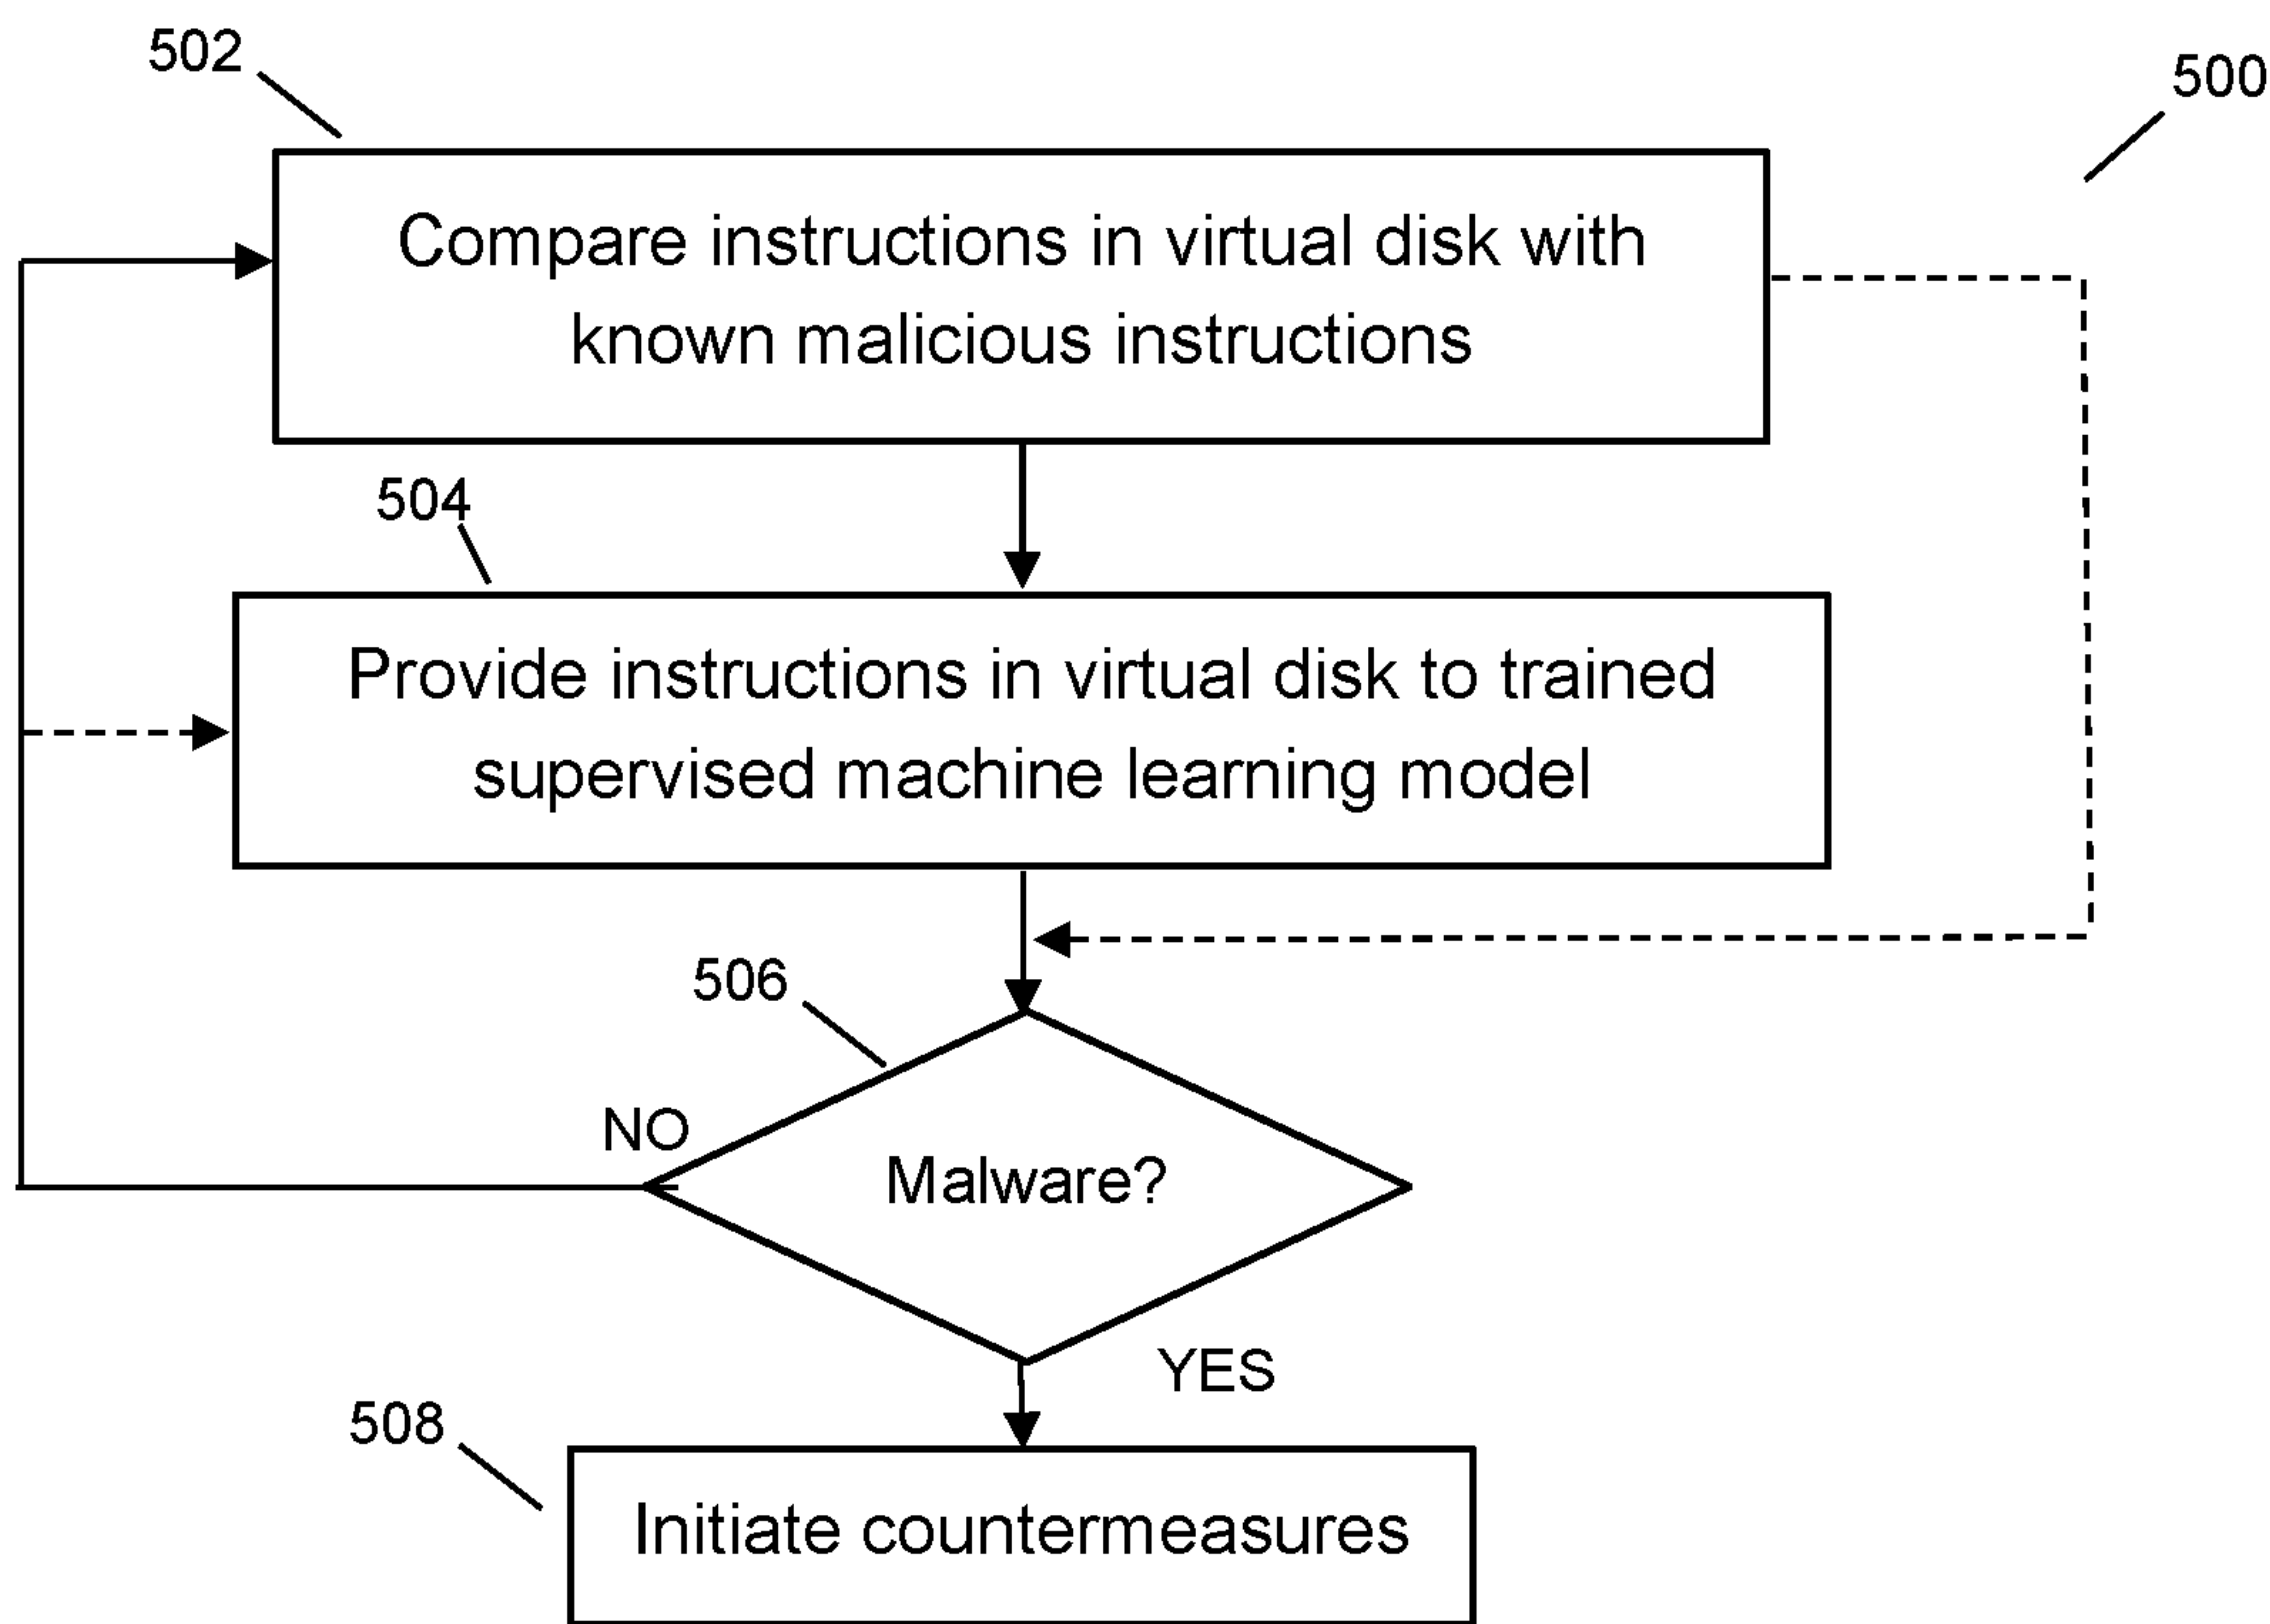 502
500
Compare instructions in virtual disk with
known malicious instructions
504
Provide instructions in virtual disk to trained
supervised machine learning model
506
NO
Malware?
YES
508
Initiate countermeasures